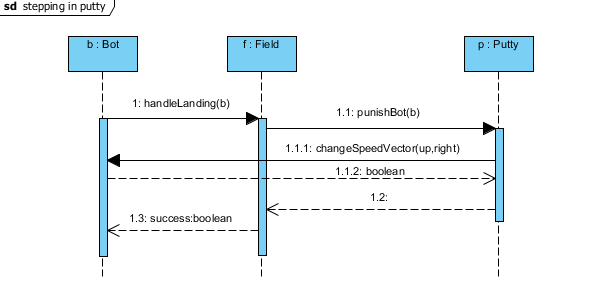 sd stepping in putty
b : Bot
f : Field
p : Putty
1: handleLanding(b)
1.1: punishBot(b)
1.1.1: changeSpeedVector(up,right)
1.1.2: boolean
1.2:
1.3: success:boolean